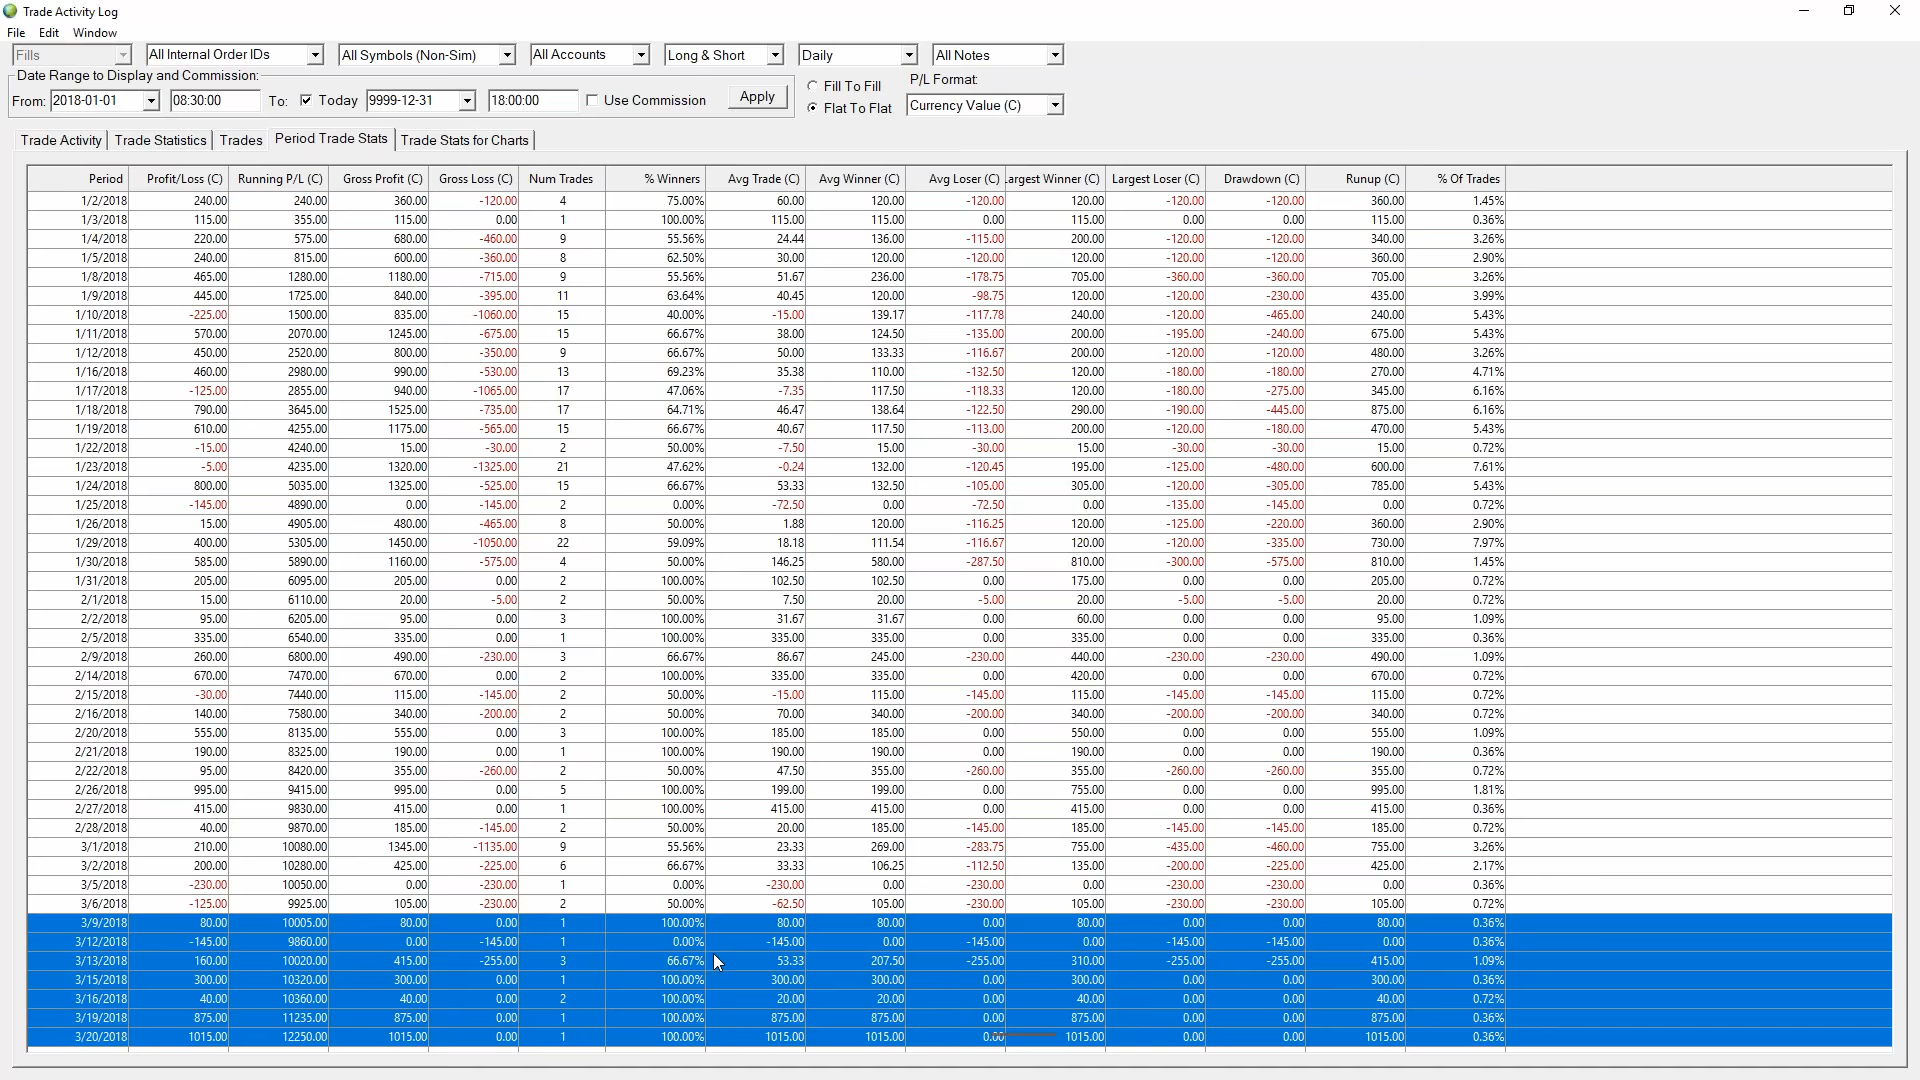 Trade Activity Log
File Edit Window
Fills All Internal Order IDs All Symbols (Non-Sim) All Accounts Long & Short Daily All Notes
Date Range to Display and Commission: Fill To Fill P/L Format:
From: 2018-01-01 08:30:00 To: Today 9999-12-31 18:00:00 Use Commission Apply Flat To Flat Currency Value (C)
Trade Activity Trade Statistics Trades Period Trade Stats Trade Stats for Charts
Period Profit/Loss (C) Running P/L (C) Gross Profit (C) Gross Loss (C) Num Trades % Winners Avg Trade (C) Avg Winner (C) Avg Loser (C) argest Winner (C) Largest Loser (C) Drawdown (C) Runup (C) % Of Trades
1/2/2018 240.00 240.00 360.00 -120.00 4 75.00% 60.00 120.00 -120.00 120.00 -120.00 -120.00 360.00 1.45%
1/3/2018 115.00 355.00 115.00 0.00 1 100.00% 115.00 115.00 0.00 115.00 0.00 0.00 115.00 0.36%
1/4/2018 220.00 575.00 680.00 -460.00 9 55.56% 24.44 136.00 -115.00 200.00 -120.00 -120.00 340.00 3.26%
1/5/2018 240.00 815.00 600.00 -360.00 8 62.50% 30.00 120.00 -120.00 120.00 -120.00 -120.00 360.00 2.90%
1/8/2018 465.00 1280.00 1180.00 -715.00 9 55.56% 51.67 236.00 -178.75 705.00 -360.00 -360.00 705.00 3.26%
1/9/2018 445.00 1725.00 840.00 -395.00 11 63.64% 40.45 120.00 -98.75 120.00 -120.00 -230.00 435.00 3.99%
1/10/2018 -225.00 1500.00 835.00 -1060.00 15 40.00% -15.00 139.17 -117.78 240.00 -120.00 -465.00 240.00 5.43%
1/11/2018 570.00 2070.00 1245.00 -675.00 15 66.67% 38.00 124.50 -135.00 200.00 -195.00 -240.00 675.00 5.43%
1/12/2018 450.00 2520.00 800.00 -350.00 9 66.67% 50.00 133.33 -116.67 200.00 -120.00 -120.00 480.00 3.26%
1/16/2018 460.00 2980.00 990.00 -530.00 13 69.23% 35.38 110.00 -132.50 120.00 -180.00 -180.00 270.00 4.71%
1/17/2018 -125.00 2855.00 940.00 -1065.00 17 47.06% -7.35 117.50 -118.33 120.00 -180.00 -275.00 345.00 6.16%
1/18/2018 790.00 3645.00 1525.00 -735.00 17 64.71% 46.47 138.64 -122.50 290.00 -190.00 -445.00 875.00 6.16%
1/19/2018 610.00 4255.00 1175.00 -565.00 15 66.67% 40.67 117.50 -113.00 200.00 -120.00 -180.00 470.00 5.43%
1/22/2018 -15.00 4240.00 15.00 -30.00 2 50.00% -7.50 15.00 -30.00 15.00 -30.00 -30.00 15.00 0.72%
1/23/2018 -5.00 4235.00 1320.00 -1325.00 21 47.62% -0.24 132.00 -120.45 195.00 -125.00 -480.00 600.00 7.61%
1/24/2018 800.00 5035.00 1325.00 -525.00 15 66.67% 53.33 132.50 -105.00 305.00 -120.00 -305.00 785.00 5.43%
1/25/2018 -145.00 4890.00 0.00 -145.00 2 0.00% -72.50 0.00 -72.50 0.00 -135.00 -145.00 0.00 0.72%
1/26/2018 15.00 4905.00 480.00 -465.00 8 50.00% 1.88 120.00 -116.25 120.00 -125.00 -220.00 360.00 2.90%
1/29/2018 400.00 5305.00 1450.00 -1050.00 22 59.09% 18.18 111.54 -116.67 120.00 -120.00 -335.00 730.00 7.97%
1/30/2018 585.00 5890.00 1160.00 -575.00 4 50.00% 146.25 580.00 -287.50 810.00 -300.00 -575.00 810.00 1.45%
1/31/2018 205.00 6095.00 205.00 0.00 2 100.00% 102.50 102.50 0.00 175.00 0.00 0.00 205.00 0.72%
2/1/2018 15.00 6110.00 20.00 -5.00 2 50.00% 7.50 20.00 -5.00 20.00 -5.00 -5.00 20.00 0.72%
2/2/2018 95.00 6205.00 95.00 0.00 3 100.00% 31.67 31.67 0.00 60.00 0.00 0.00 95.00 1.09%
2/5/2018 335.00 6540.00 335.00 0.00 1 100.00% 335.00 335.00 0.00 335.00 0.00 0.00 335.00 0.36%
2/9/2018 260.00 6800.00 490.00 -230.00 3 66.67% 86.67 245.00 -230.00 440.00 -230.00 -230.00 490.00 1.09%
2/14/2018 670.00 7470.00 670.00 0.00 2 100.00% 335.00 335.00 0.00 420.00 0.00 0.00 670.00 0.72%
2/15/2018 -30.00 7440.00 115.00 -145.00 2 50.00% -15.00 115.00 -145.00 115.00 -145.00 -145.00 115.00 0.72%
2/16/2018 140.00 7580.00 340.00 -200.00 2 50.00% 70.00 340.00 -200.00 340.00 -200.00 -200.00 340.00 0.72%
2/20/2018 555.00 8135.00 555.00 0.00 3 100.00% 185.00 185.00 0.00 550.00 0.00 0.00 555.00 1.09%
2/21/2018 190.00 8325.00 190.00 0.00 1 100.00% 190.00 190.00 0.00 190.00 0.00 0.00 190.00 0.36%
2/22/2018 95.00 8420.00 355.00 -260.00 2 50.00% 47.50 355.00 -260.00 355.00 -260.00 -260.00 355.00 0.72%
2/26/2018 995.00 9415.00 995.00 0.00 5 100.00% 199.00 199.00 0.00 755.00 0.00 0.00 995.00 1.81%
2/27/2018 415.00 9830.00 415.00 0.00 1 100.00% 415.00 415.00 0.00 415.00 0.00 0.00 415.00 0.36%
2/28/2018 40.00 9870.00 185.00 -145.00 2 50.00% 20.00 185.00 -145.00 185.00 -145.00 -145.00 185.00 0.72%
3/1/2018 210.00 10080.00 1345.00 -1135.00 9 55.56% 23.33 269.00 -283.75 755.00 -435.00 -460.00 755.00 3.26%
3/2/2018 200.00 10280.00 425.00 -225.00 6 66.67% 33.33 106.25 -112.50 135.00 -200.00 -225.00 425.00 2.17%
3/5/2018 -230.00 10050.00 0.00 -230.00 1 0.00% -230.00 0.00 -230.00 0.00 -230.00 -230.00 0.00 0.36%
3/6/2018 -125.00 9925.00 105.00 -230.00 2 50.00% -62.50 105.00 -230.00 105.00 -230.00 -230.00 105.00 0.72%
3/9/2018 80.00 10005.00 80.00 0.00 1 100.00% 80.00 80.00 0.00 80.00 0.00 0.00 80.00 0.36%
3/12/2018 -145.00 9860.00 0.00 -145.00 1 0.00% -145.00 0.00 -145.00 0.00 -145.00 -145.00 0.00 0.36%
3/13/2018 160.00 10020.00 415.00 -255.00 3 66.67% 53.33 207.50 -255.00 310.00 -255.00 -255.00 415.00 1.09%
3/15/2018 300.00 10320.00 300.00 0.00 1 100.00% 300.00 300.00 0.00 300.00 0.00 0.00 300.00 0.36%
3/16/2018 40.00 10360.00 40.00 0.00 2 100.00% 20.00 20.00 0.00 40.00 0.00 0.00 40.00 0.72%
3/19/2018 875.00 11235.00 875.00 0.00 1 100.00% 875.00 875.00 0.00 875.00 0.00 0.00 875.00 0.36%
3/20/2018 1015.00 12250.00 1015.00 0.00 1 100.00% 1015.00 1015.00 0.00 1015.00 0.00 0.00 1015.00 0.36%